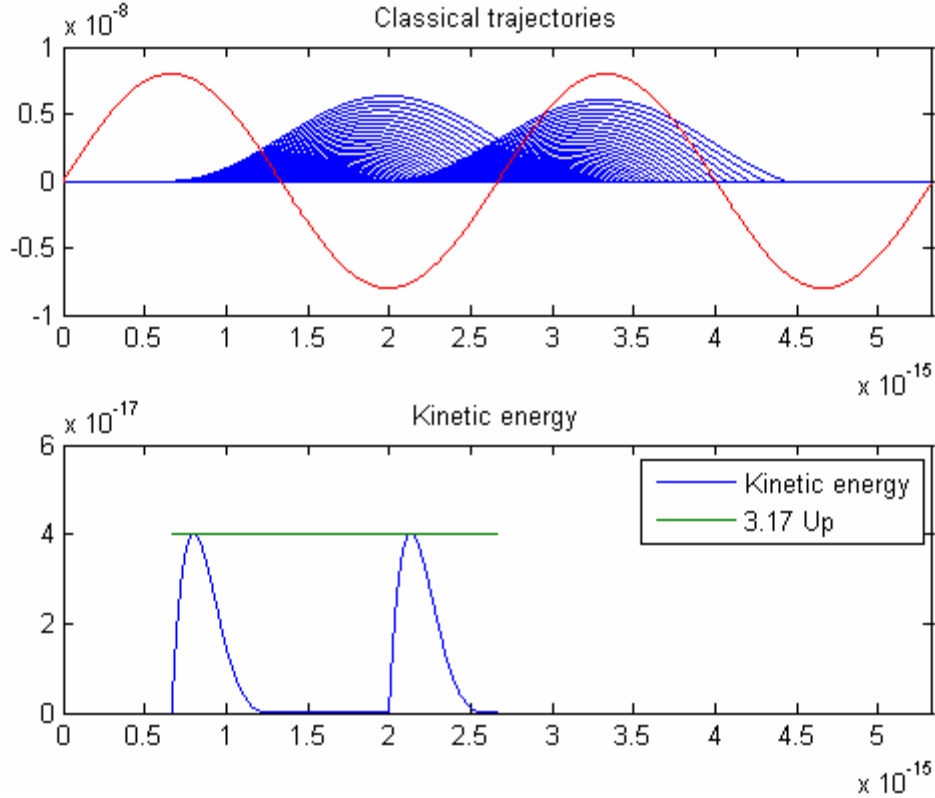 Classical trajectories
x 10-8
1
0.5
0
-0.5
-1
0 0.5 1 1.5 2 2.5 3 3.5 4 4.5 5
x 10-15
Kinetic energy
x 10-17
6
4
2
0
Kinetic energy
3.17 Up
0 0.5 1 1.5 2 2.5 3 3.5 4 4.5 5
x 10-15